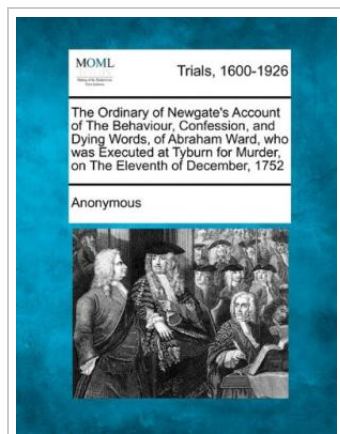 MOML
Trials, 1600-1926
The Ordinary of Newgate's Account
of The Behaviour, Confession, and
Dying Words, of Abraham Ward, who
was Executed at Tyburn for Murder,
on The Eleventh of December, 1752
Anonymous